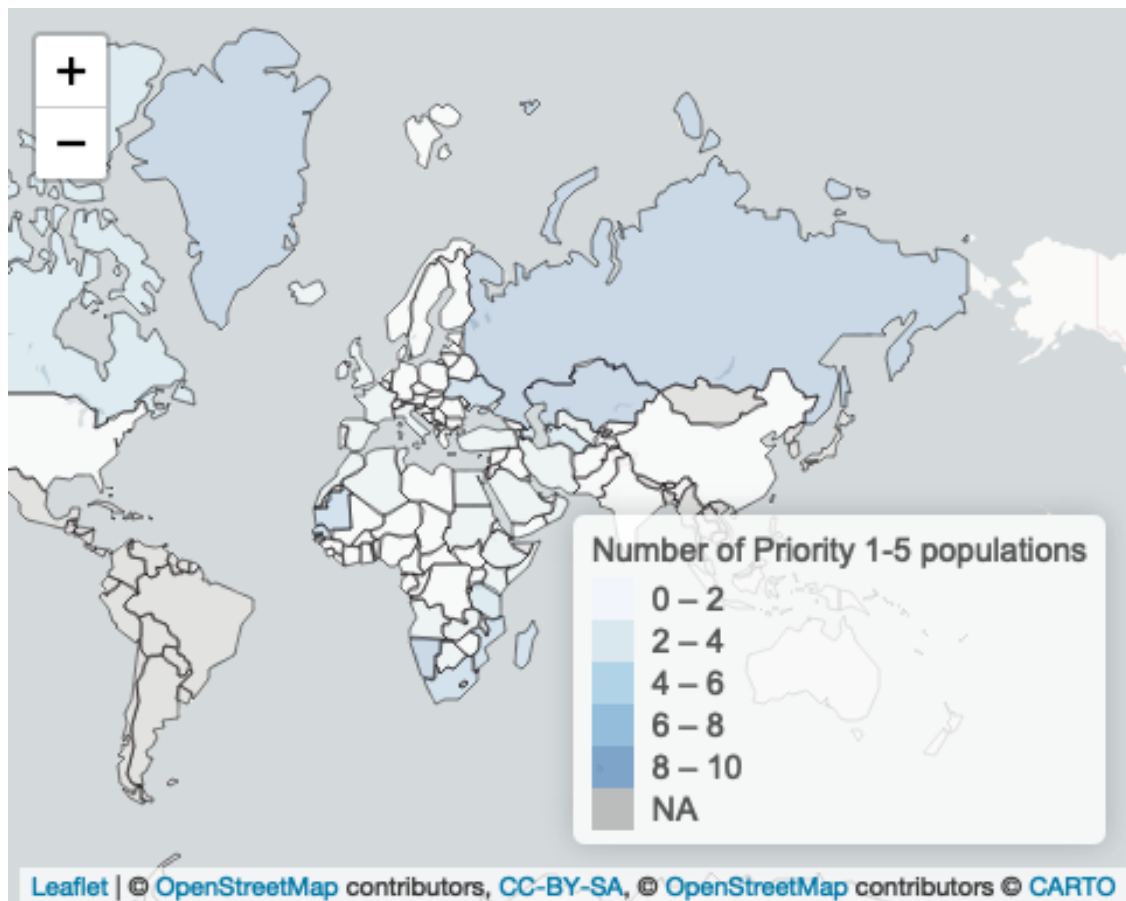 +
−
Number of Priority 1-5 populations
0 – 2
2 – 4
4 – 6
6 – 8
8 – 10
NA
Leaflet | © OpenStreetMap contributors, CC-BY-SA, © OpenStreetMap contributors © CARTO